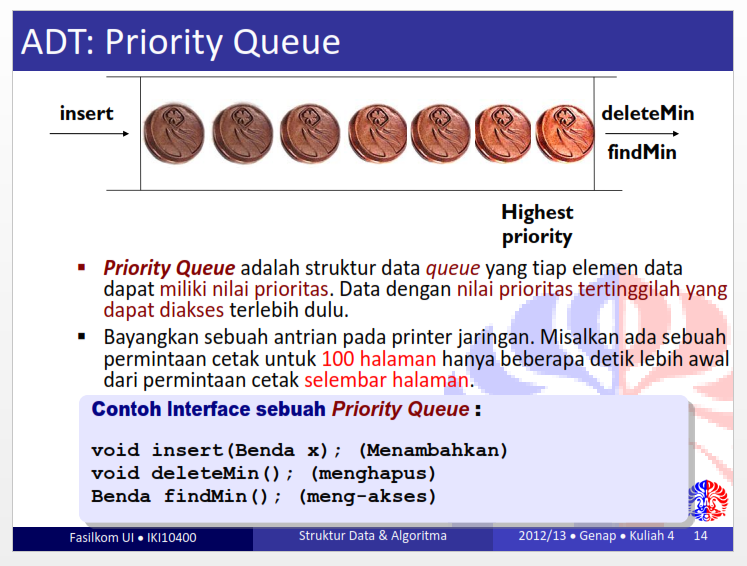 ADT: Priority Queue
insert
deleteMin
findMin
Highest
priority
▪ Priority Queue adalah struktur data queue yang tiap elemen data
dapat miliki nilai prioritas. Data dengan nilai prioritas tertinggilah yang
dapat diakses terlebih dulu.
▪ Bayangkan sebuah antrian pada printer jaringan. Misalkan ada sebuah
permintaan cetak untuk 100 halaman hanya beberapa detik lebih awal
dari permintaan cetak selembar halaman.
Contoh Interface sebuah Priority Queue :
void insert(Benda x); (Menambahkan)
void deleteMin(); (menghapus)
Benda findMin(); (meng-akses)
Fasilkom UI ● IKI10400
Struktur Data & Algoritma
2012/13 ● Genap ● Kuliah 4 14